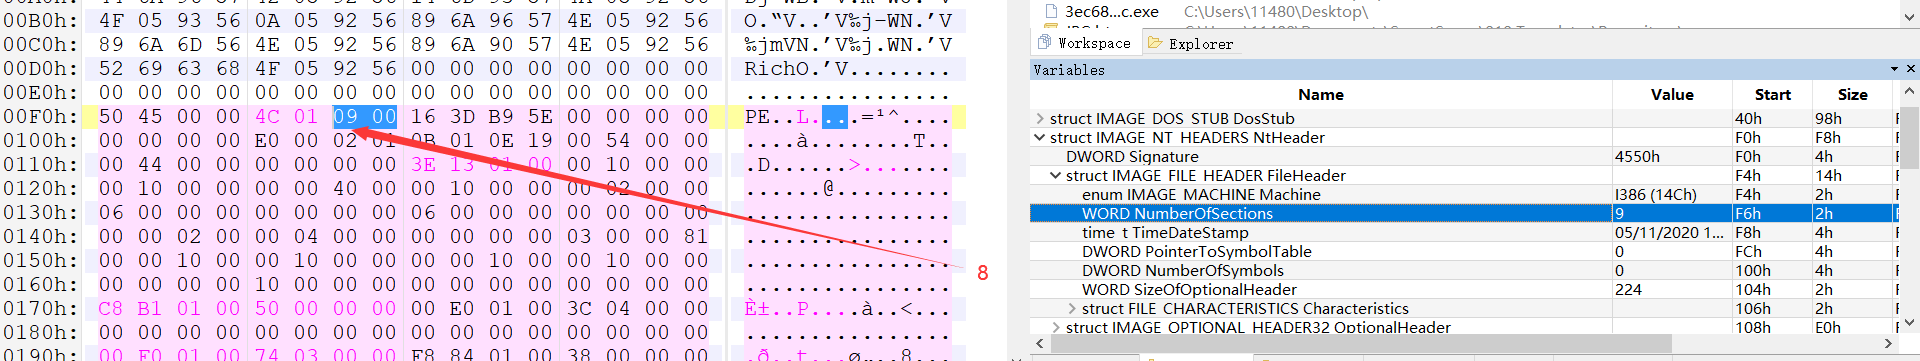 4F 05 93 56 0A 05 92 56 89 6A 96 57 4E 05 92 56 O.“V..’V‰j–WN.’V
00C0h: 89 6A 6D 56 4E 05 92 56 89 6A 90 57 4E 05 92 56 ‰jmVN.’V‰j.WN.’V
00D0h: 52 69 63 68 4F 05 92 56 00 00 00 00 00 00 00 00 RichO.’V........
00E0h: 00 00 00 00 00 00 00 00 00 00 00 00 00 00 00 00 ................
00F0h: 50 45 00 00 4C 01 09 00 16 3D B9 5E 00 00 00 00 PE..L....=¹^....
0100h: 00 00 00 00 E0 00 02 01 0B 01 0E 19 00 54 00 00 ....à........T..
0110h: 00 44 00 00 00 00 00 00 3E 13 01 00 00 10 00 00 .D......>.......
0120h: 00 10 00 00 00 00 40 00 00 10 00 00 00 02 00 00 ......@.........
0130h: 06 00 00 00 00 00 00 00 06 00 00 00 00 00 00 00 ................
0140h: 00 00 02 00 00 04 00 00 00 00 00 00 03 00 00 81 ................
0150h: 00 00 10 00 00 10 00 00 00 00 10 00 00 10 00 00 ................
0160h: 00 00 00 00 10 00 00 00 00 00 00 00 00 00 00 00 ................
0170h: C8 B1 01 00 50 00 00 00 00 E0 01 00 3C 04 00 00 È±..P....à..<...
0180h: 00 00 00 00 00 00 00 00 00 00 00 00 00 00 00 00 ................
0190h: 00 F0 01 00 74 03 00 00 F8 84 01 00 38 00 00 00
8
3ec68...c.exe C:\Users\11480\Desktop\
Workspace Explorer
Variables
Name Value Start Size
struct IMAGE_DOS_STUB DosStub 40h 98h
struct IMAGE_NT_HEADERS NtHeader F0h F8h
DWORD Signature 4550h F0h 4h
struct IMAGE_FILE_HEADER FileHeader F4h 14h
enum IMAGE_MACHINE Machine I386 (14Ch) F4h 2h
WORD NumberOfSections 9 F6h 2h
time_t TimeDateStamp 05/11/2020 1... F8h 4h
DWORD PointerToSymbolTable 0 FCh 4h
DWORD NumberOfSymbols 0 100h 4h
WORD SizeOfOptionalHeader 224 104h 2h
struct FILE_CHARACTERISTICS Characteristics 106h 2h
struct IMAGE_OPTIONAL_HEADER32 OptionalHeader 108h E0h